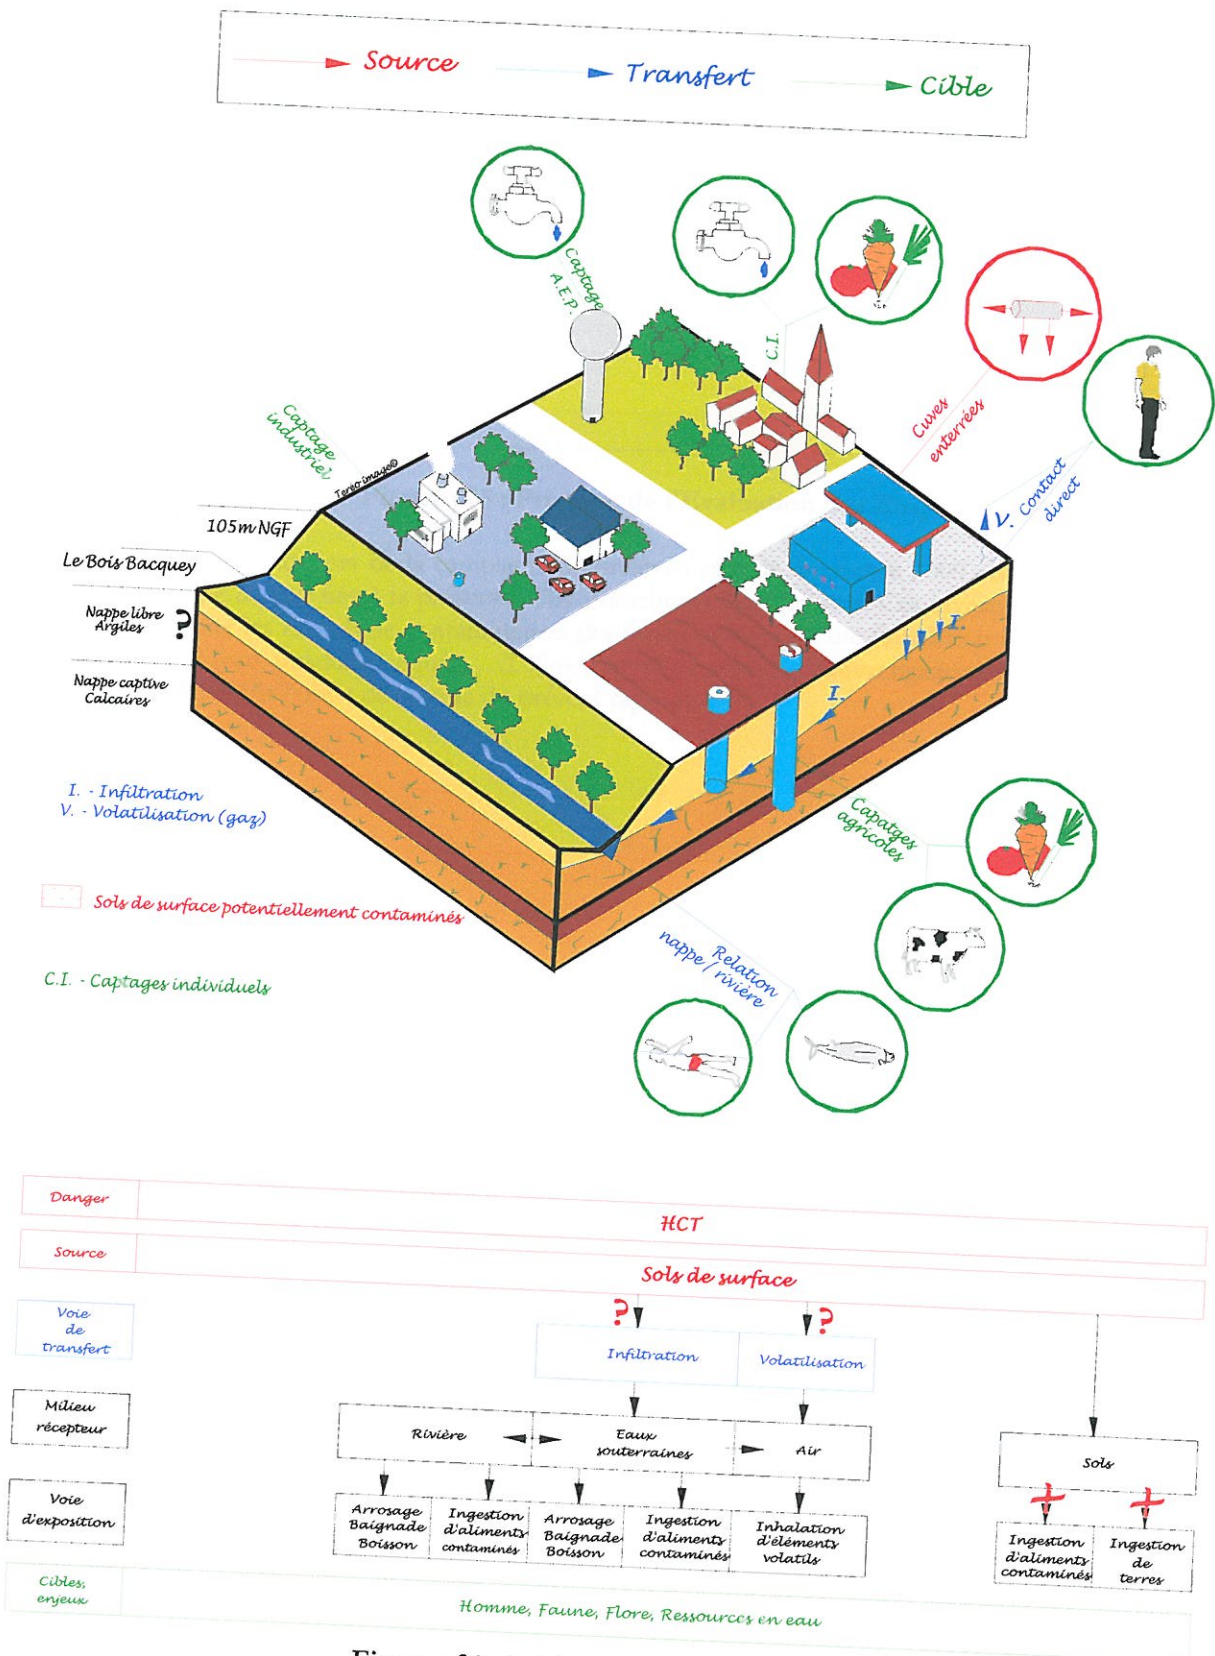 Source
Transfert
Cible
Captage
A.E.P.
C.I.
Captage
industriel
Cuves
enterrées
V. Contact
direct
Tereo image©
105m NGF
Le Bois Bacquey
Nappe libre
Argiles
?
Nappe captive
Calcaires
I.
I.
I. - Infiltration
V. - Volatilisation (gaz)
Capatges
agricoles
Sols de surface potentiellement contaminés
Relation
nappe / rivière
C.I. - Captages individuels
Danger
HCT
Source
Sols de surface
? ?
Voie
de
transfert
Infiltration
Volatilisation
Milieu
récepteur
Rivière
Eaux
souterraines
Air
Sols
Voie
d'exposition
Arrosage
Baignade
Boisson
Ingestion
d'aliments
contaminés
Arrosage
Baignade
Boisson
Ingestion
d'aliments
contaminés
Inhalation
d'éléments
volatils
Ingestion
d'aliments
contaminés
Ingestion
de
terres
Cibles,
enjeux
Homme, Faune, Flore, Ressources en eau